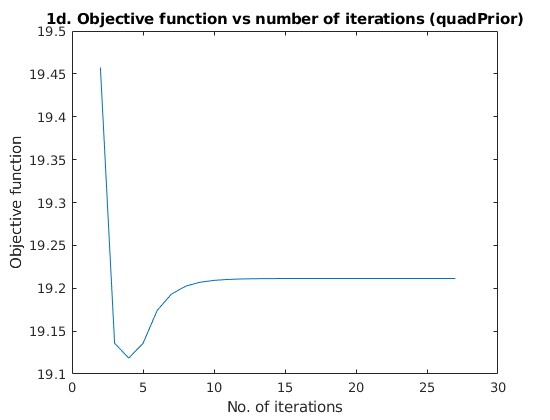 1d. Objective function vs number of iterations (quadPrior)
19.5
19.45
19.4
19.35
19.3
19.25
19.2
19.15
19.1
Objective function
0 5 10 15 20 25 30
No. of iterations